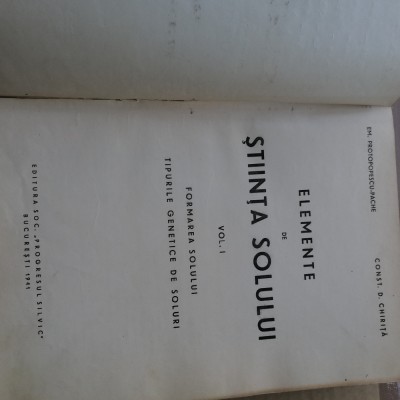 EM. PROTOPOPESCU-PACHE
CONST. D. CHIRIȚĂ
ELEMENTE
DE
ȘTIINȚA SOLULUI
VOL. I
FORMAREA SOLULUI
TIPURILE GENETICE DE SOLURI
EDITURA SOC. „PROGRESUL SILVIC"
BUCUREȘTI 1941